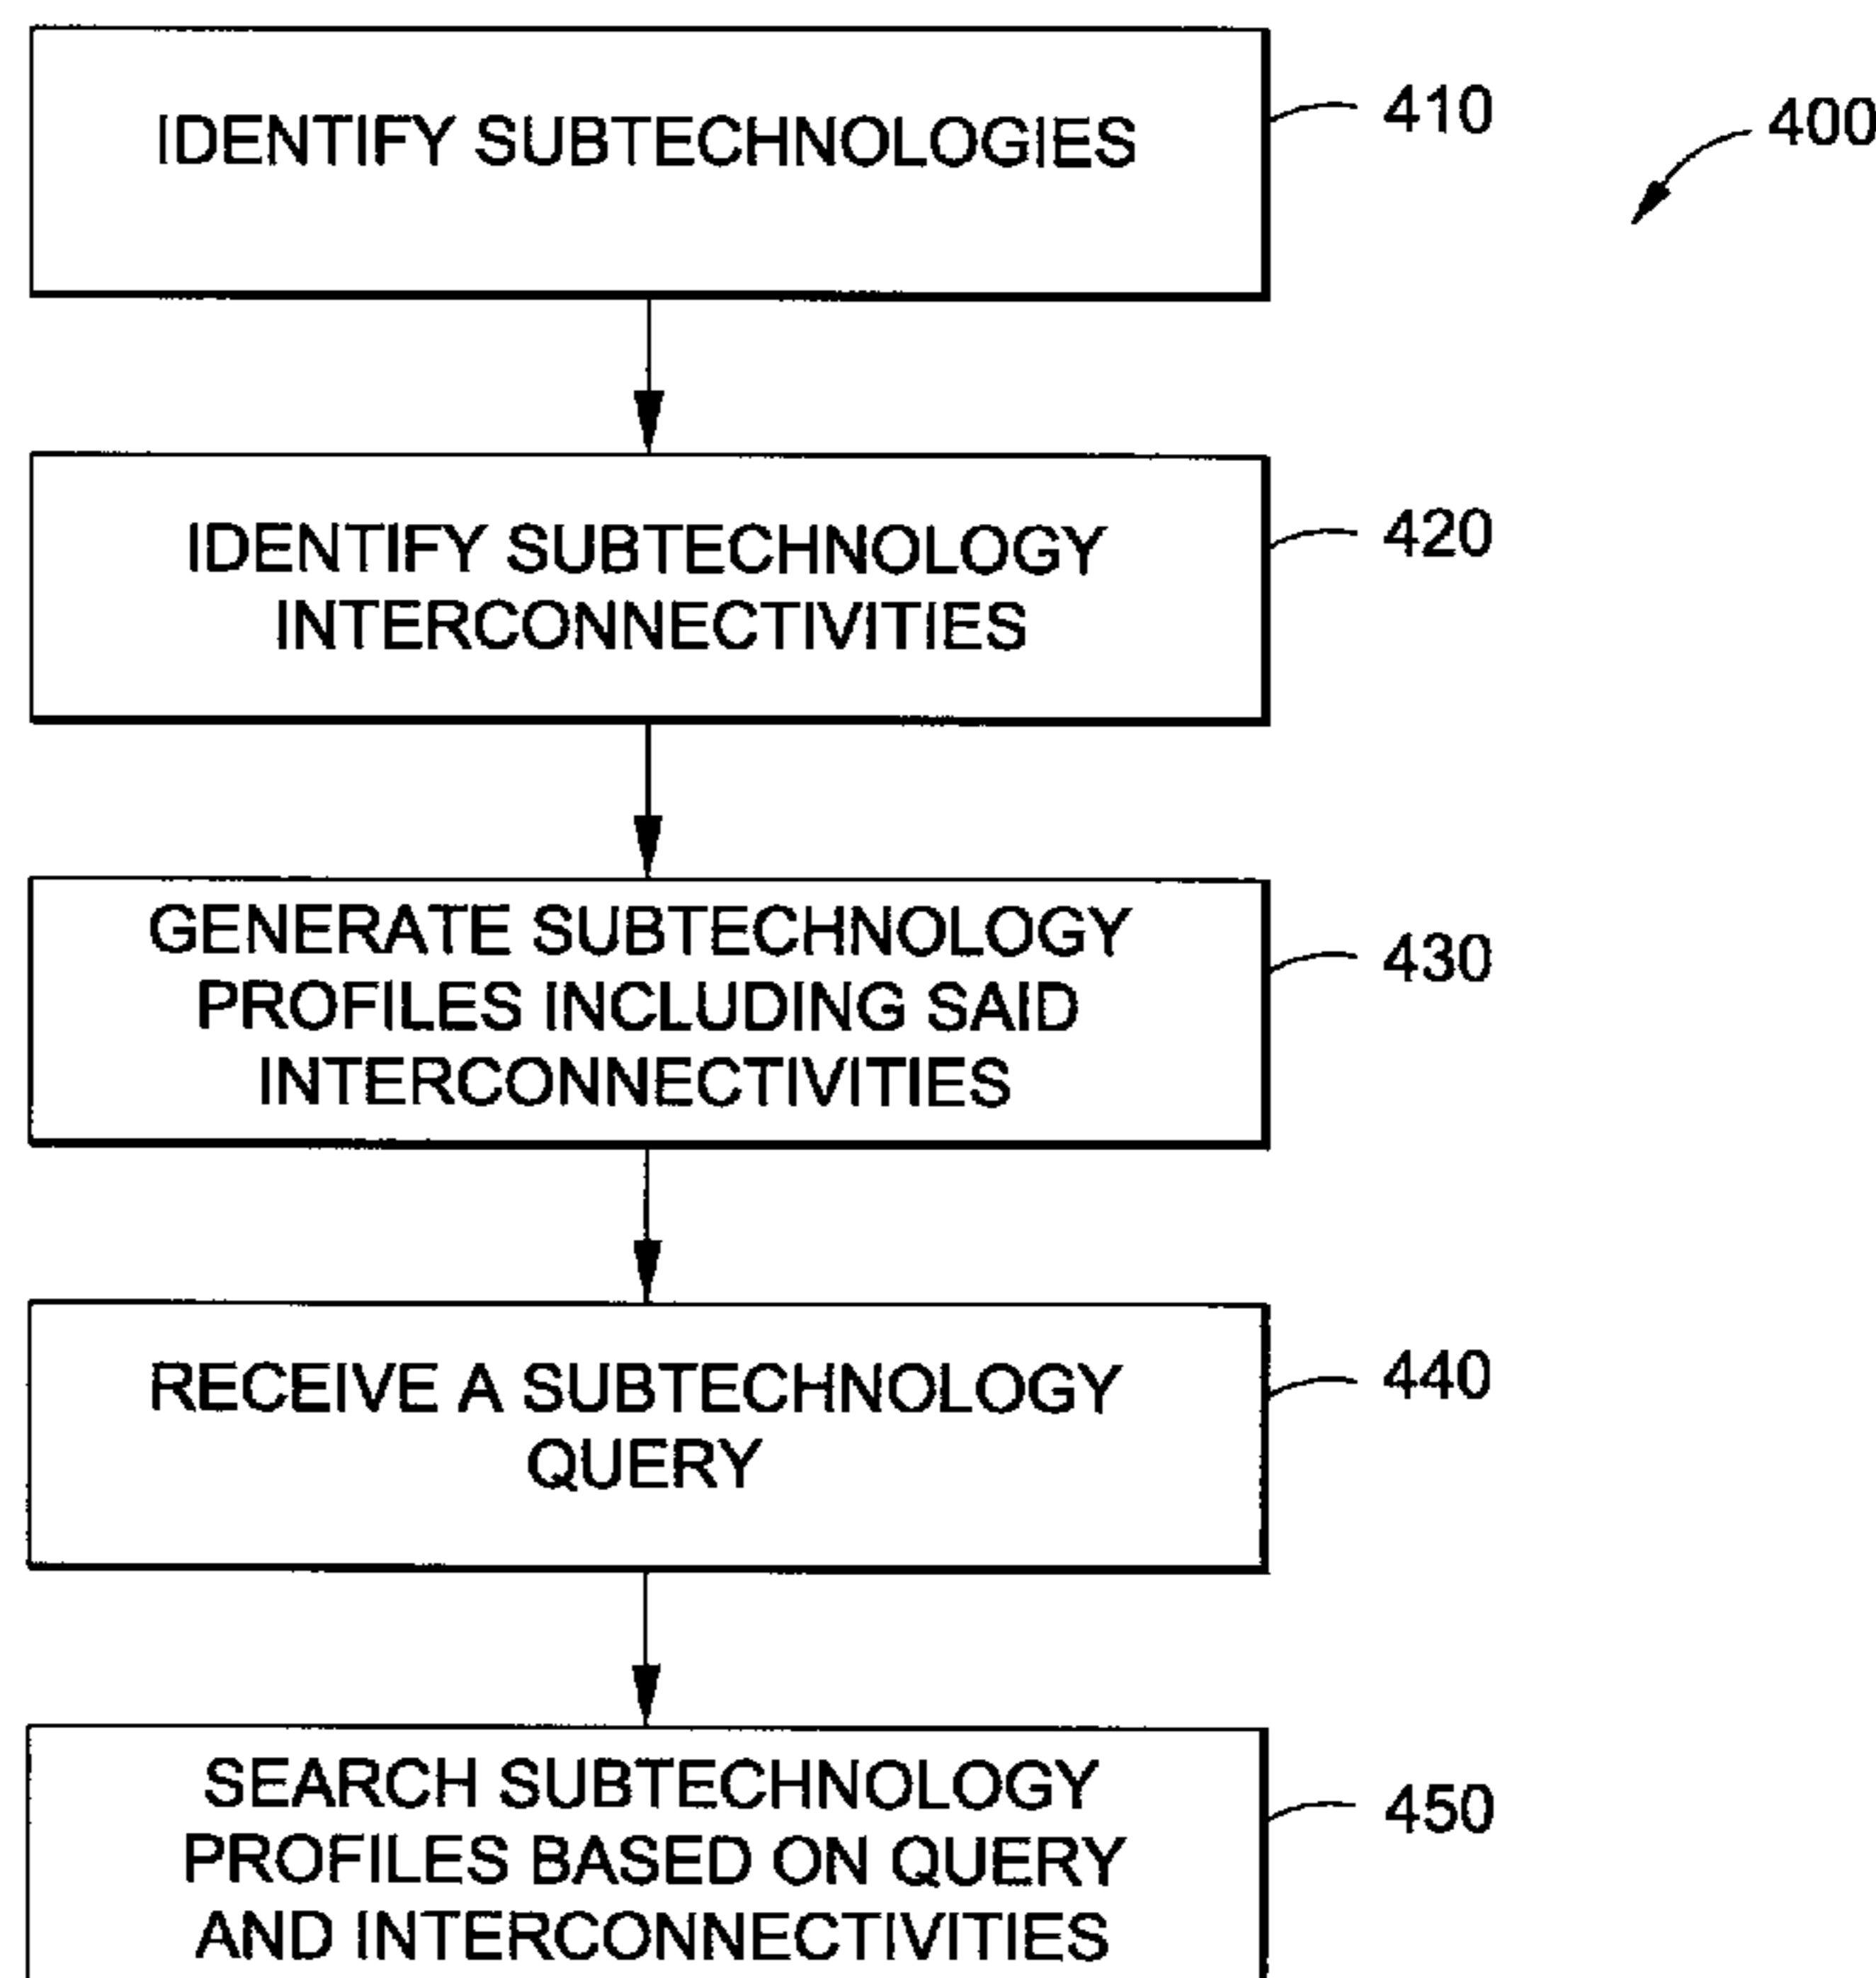 IDENTIFY SUBTECHNOLOGIES
410
400
IDENTIFY SUBTECHNOLOGY
INTERCONNECTIVITIES
420
GENERATE SUBTECHNOLOGY
PROFILES INCLUDING SAID
INTERCONNECTIVITIES
430
RECEIVE A SUBTECHNOLOGY
QUERY
440
SEARCH SUBTECHNOLOGY
PROFILES BASED ON QUERY
AND INTERCONNECTIVITIES
450